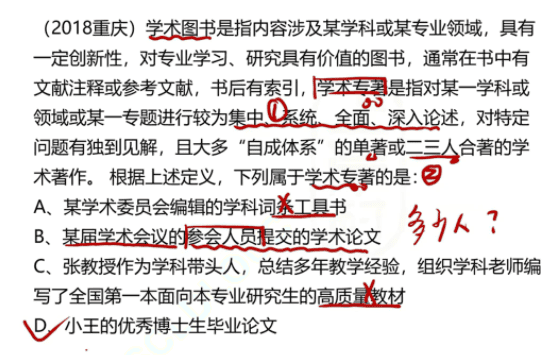 （2018重庆）学术图书是指内容涉及某学科或某专业领域，具有
一定创新性，对专业学习、研究具有价值的图书，通常在书中有
文献注释或参考文献，书后有索引，学术专著是指对某一学科或
领域或某一专题进行较为集中、系统、全面、深入论述，对特定
问题有独到见解，且大多“自成体系”的单著或二三人合著的学
术著作。 根据上述定义，下列属于学术专著的是：②
①
A、某学术委员会编辑的学科词条工具书
B、某届学术会议的参会人员提交的学术论文
多少人？
C、张教授作为学科带头人，总结多年教学经验，组织学科老师编
写了全国第一本面向本专业研究生的高质量教材
D、小王的优秀博士生毕业论文